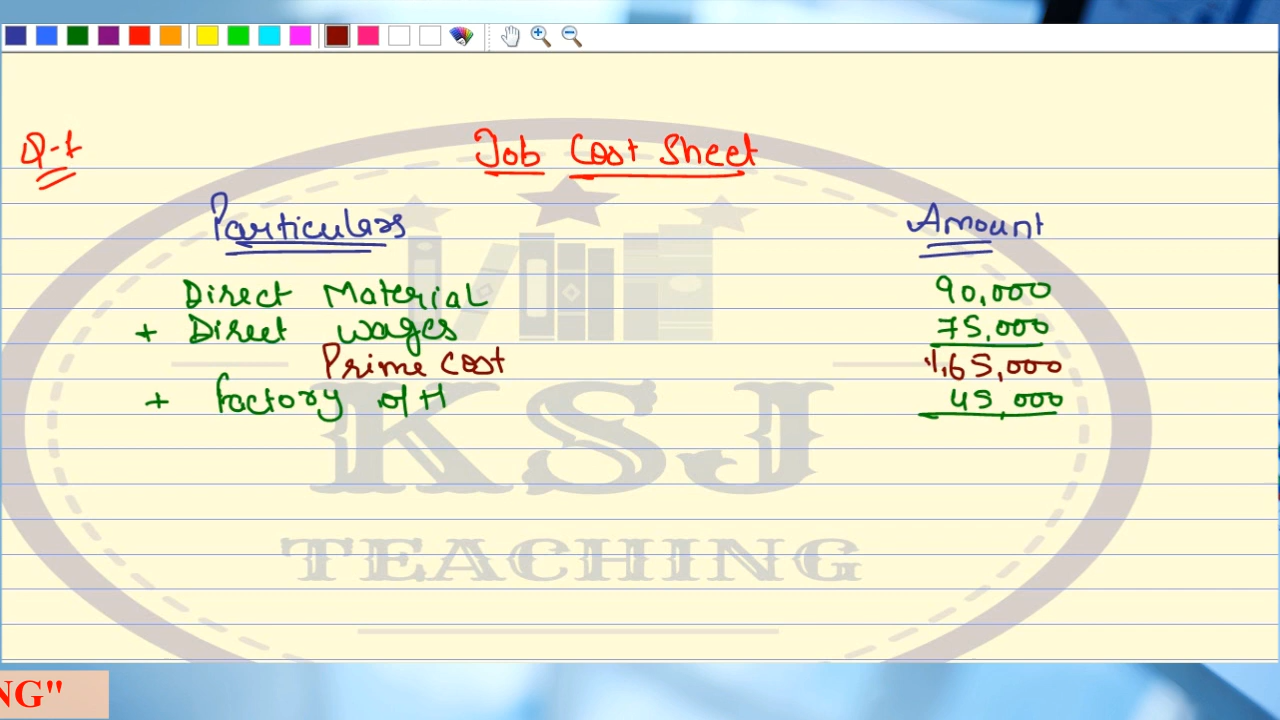 Q-1
Job Cost Sheet
Particulars Amount
Direct Material 90,000
+ Direct wages 75,000
Prime Cost 1,65,000
+ factory o/H 45,000
KSJ
TEACHING
NG"